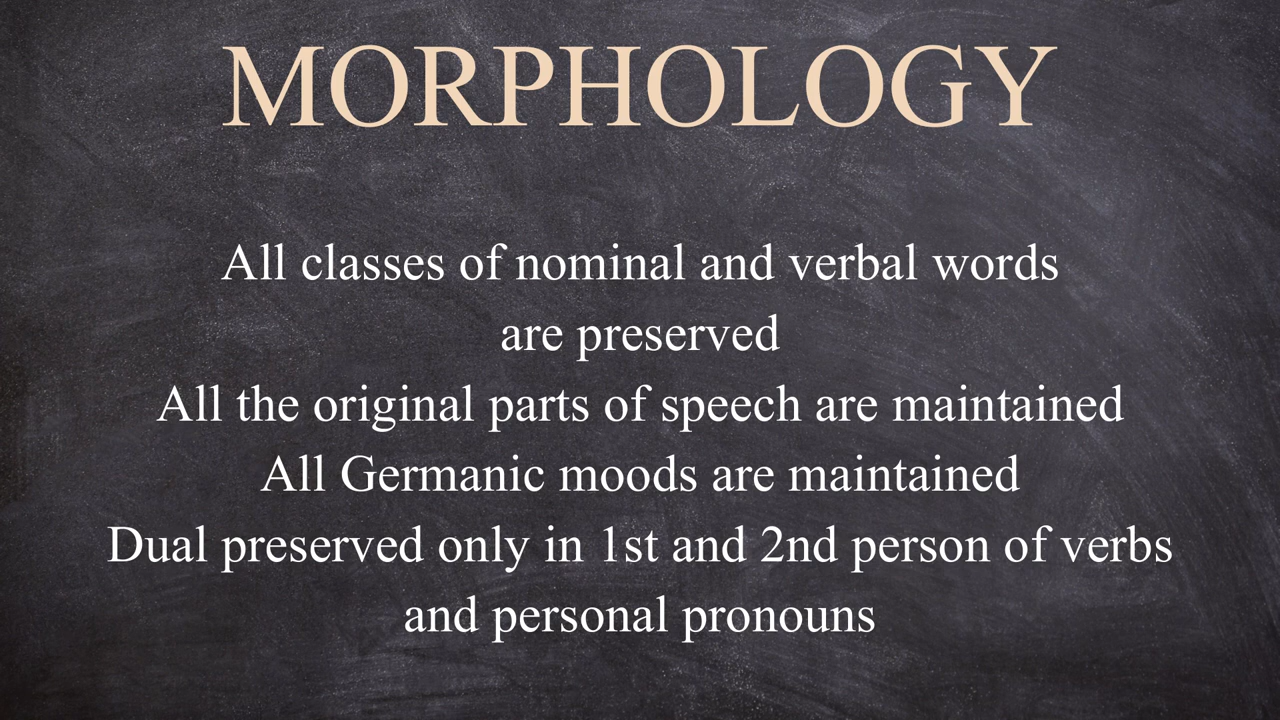 MORPHOLOGY
All classes of nominal and verbal words
are preserved
All the original parts of speech are maintained
All Germanic moods are maintained
Dual preserved only in 1st and 2nd person of verbs
and personal pronouns